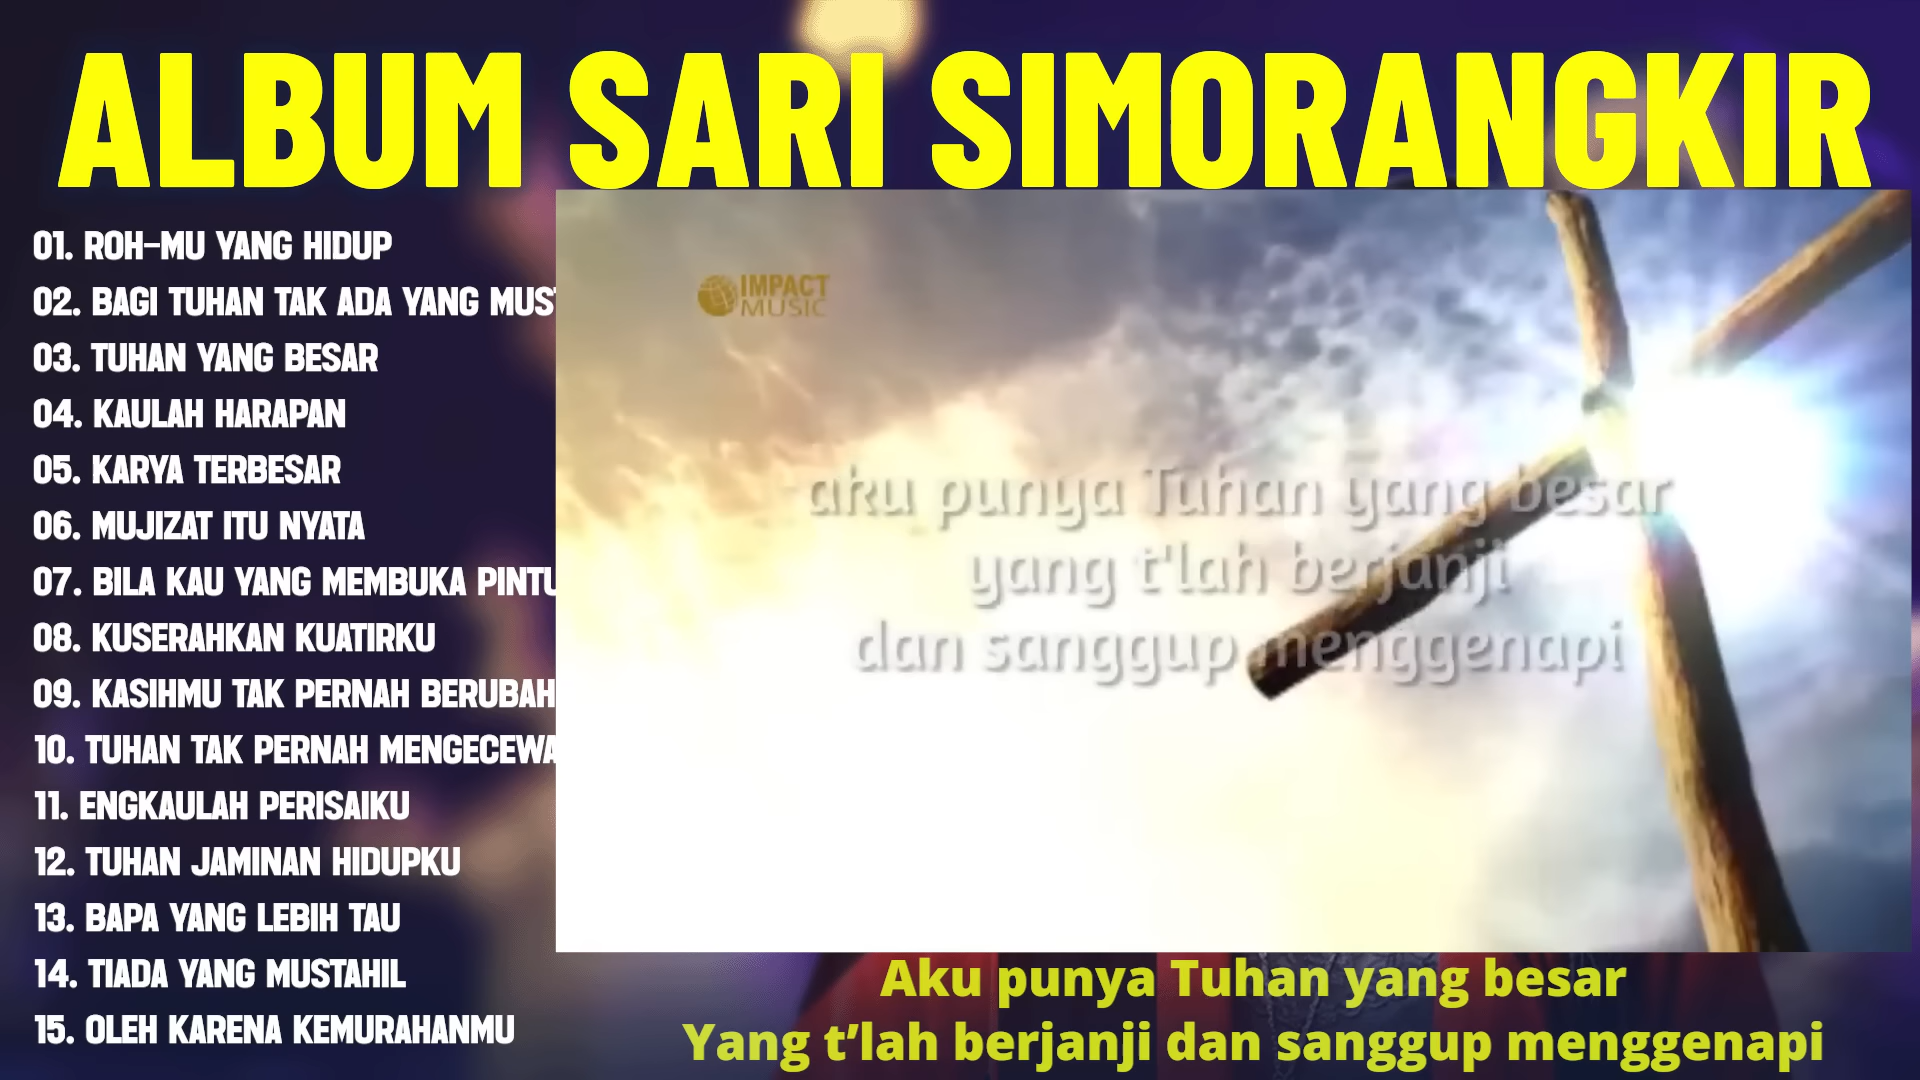 ALBUM SARI SIMORANGKIR
01. ROH-MU YANG HIDUP
02. BAGI TUHAN TAK ADA YANG
03. TUHAN YANG BESAR
04. KAULAH HARAPAN
05. KARYA TERBESAR
06. MUJIZAT ITU NYATA
07. BILA KAU YANG MEMBUKA PINTU
08. KUSERAHKAN KUATIRKU
09. KASIHMU TAK PERNAH BERUBAH
10. TUHAN TAK PERNAH MENGECEWA
11. ENGKAULAH PERISAIKU
12. TUHAN JAMINAN HIDUPKU
13. BAPA YANG LEBIH TAU
14. TIADA YANG MUSTAHIL
15. OLEH KARENA KEMURAHANMU
IMPACT
MUSIC
aku punya Tuhan yang besar
yang t'lah berjanji
dan sanggup menggenapi
Aku punya Tuhan yang besar
Yang t’lah berjanji dan sanggup menggenapi